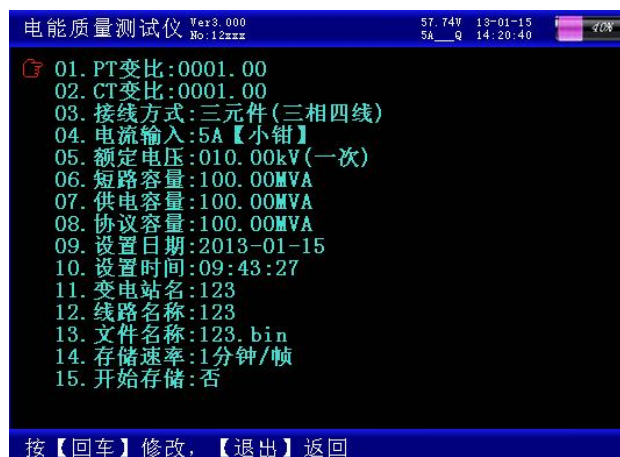 电能质量测试仪 Ver3.000 57.74V 13-01-15 40%
No:12xxx 5A__Q 14:20:40
01.PT变比:0001.00
02.CT变比:0001.00
03.接线方式:三元件(三相四线)
04.电流输入:5A【小钳】
05.额定电压:010.00kV(一次)
06.短路容量:100.00MVA
07.供电容量:100.00MVA
08.协议容量:100.00MVA
09.设置日期:2013-01-15
10.设置时间:09:43:27
11.变电站名:123
12.线路名称:123
13.文件名称:123.bin
14.存储速率:1分钟/帧
15.开始存储:否
按【回车】修改,【退出】返回